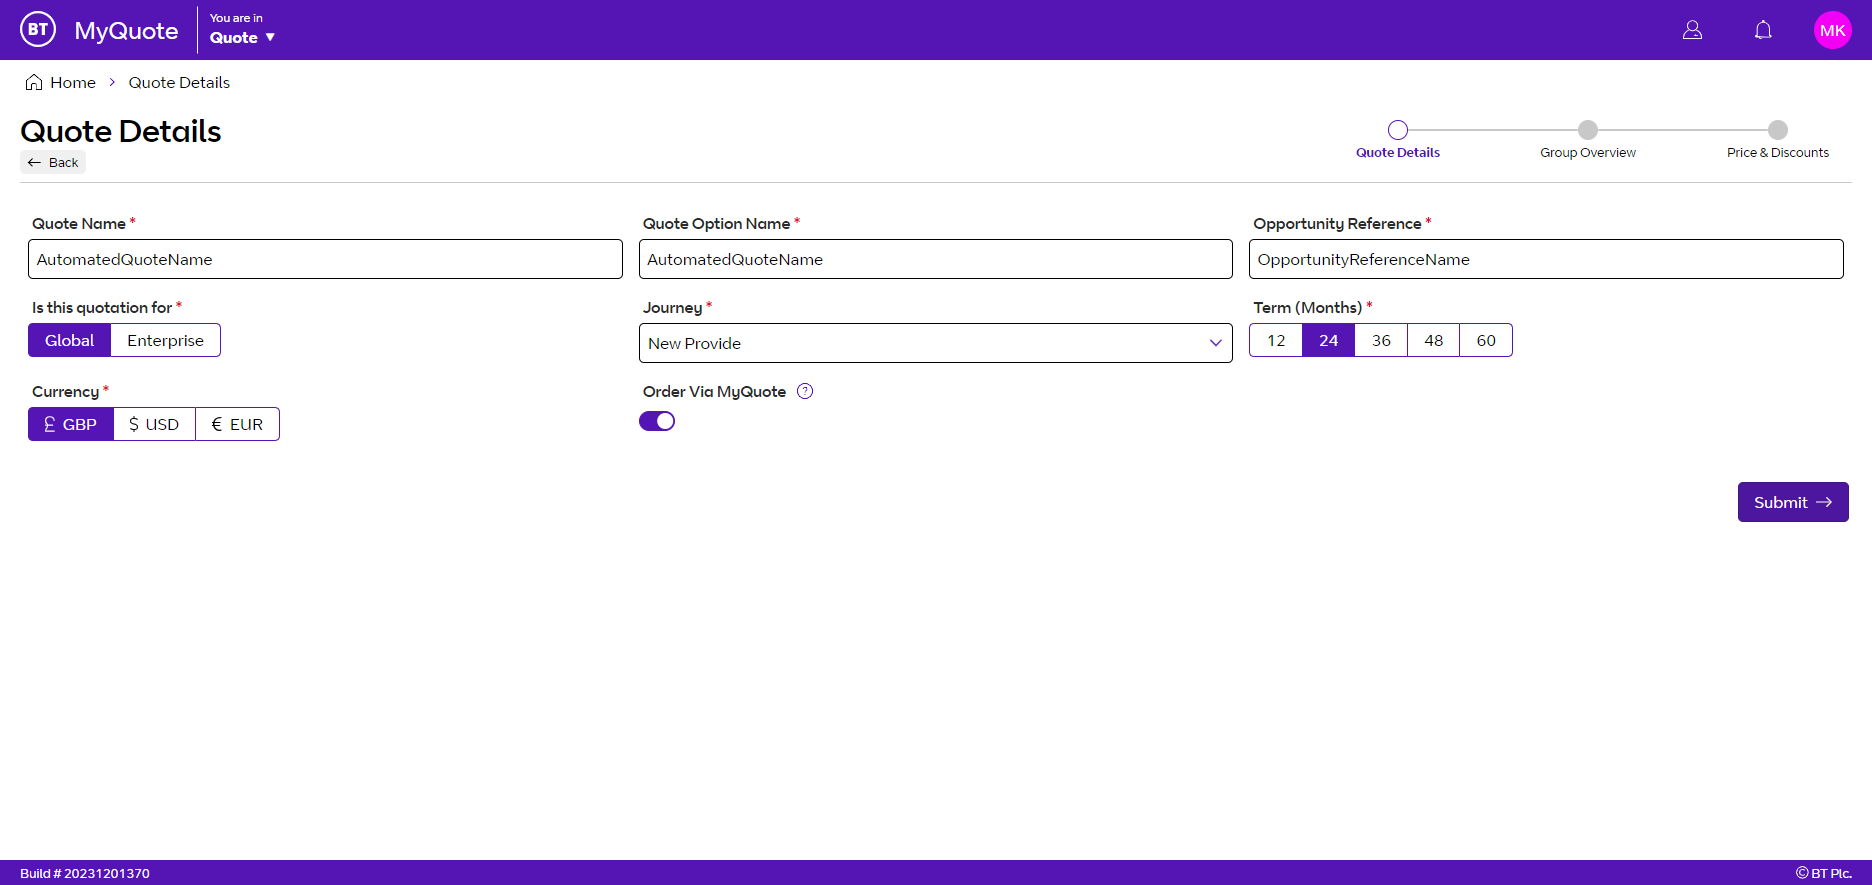 BT MyQuote
You are in
Quote ▼
MK
Home > Quote Details
Quote Details
← Back
Quote Details
Group Overview
Price & Discounts
Quote Name *
AutomatedQuoteName
Quote Option Name *
AutomatedQuoteName
Opportunity Reference *
OpportunityReferenceName
Is this quotation for *
Global Enterprise
Journey *
New Provide
Term (Months) *
12 24 36 48 60
Currency *
£ GBP $ USD € EUR
Order Via MyQuote ?
Submit →
Build # 20231201370
© BT Plc.